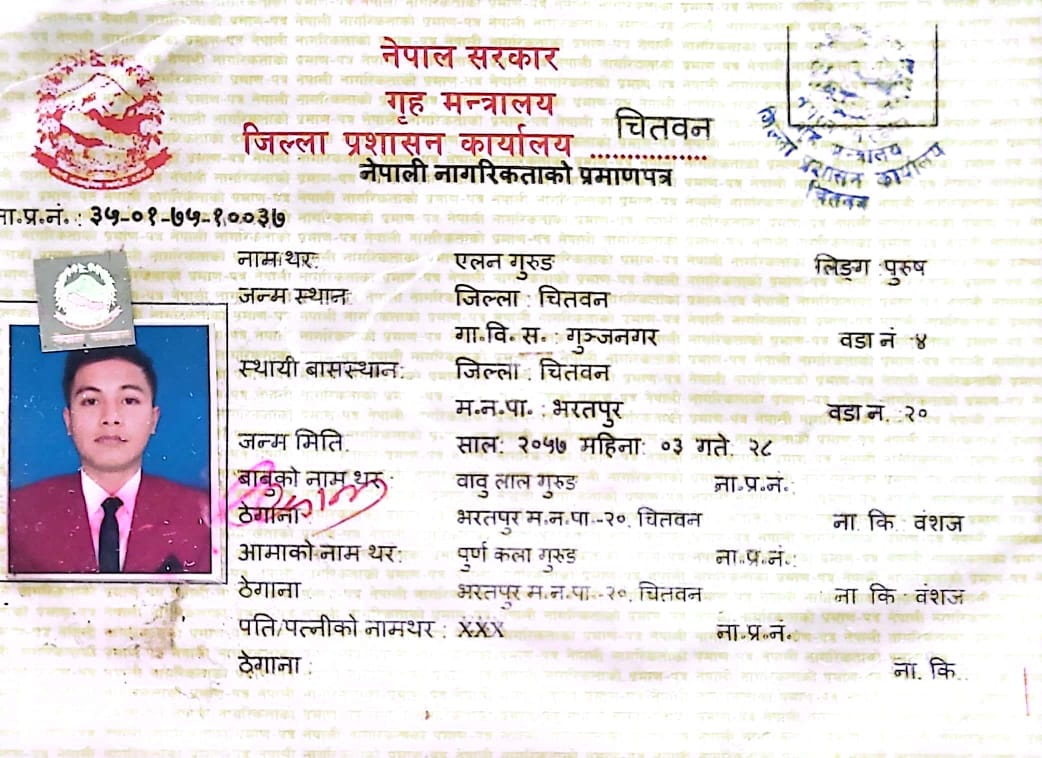 नेपाल सरकार
गृह मन्त्रालय
जिल्ला प्रशासन कार्यालय ................. चितवन
नेपाली नागरिकताको प्रमाणपत्र
ना.प्र.नं. : ३५-०१-७५-१००३७
नाम थर: एलन गुरुङ लिङ्ग :पुरुष
जन्म स्थान: जिल्ला : चितवन
गा.वि. स. : गुञ्जनगर वडा नं :४
स्थायी बासस्थान: जिल्ला : चितवन
म.न.पा. : भरतपुर वडा न. :२०
जन्म मिति: साल: २०५७ महिना: ०३ गते: २८
बाबुको नाम थर: वावु लाल गुरुङ ना.प्र.नं.:
ठेगाना: भरतपुर म.न.पा.-२०, चितवन ना. कि.: वंशज
आमाको नाम थर: पुर्ण कला गुरुङ ना.प्र.नं.:
ठेगाना भरतपुर म.न.पा.-२०, चितवन ना कि : वंशज
पति/पत्नीको नामथर : XXX ना.प्र.नं.
ठेगाना : ना. कि..
गृह मन्त्रालय
जिल्ला प्रशासन कार्यालय
चितवन